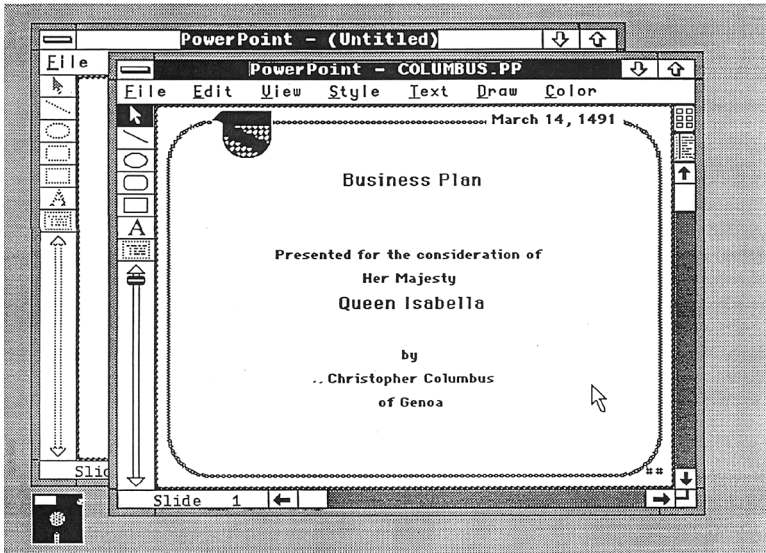 PowerPoint - (Untitled)
File
PowerPoint - COLUMBUS.PP
File Edit View Style Text Draw Color
March 14, 1491
Business Plan
Presented for the consideration of
Her Majesty
Queen Isabella
by
..Christopher Columbus
of Genoa
A
A
##
Slid
Slide 1